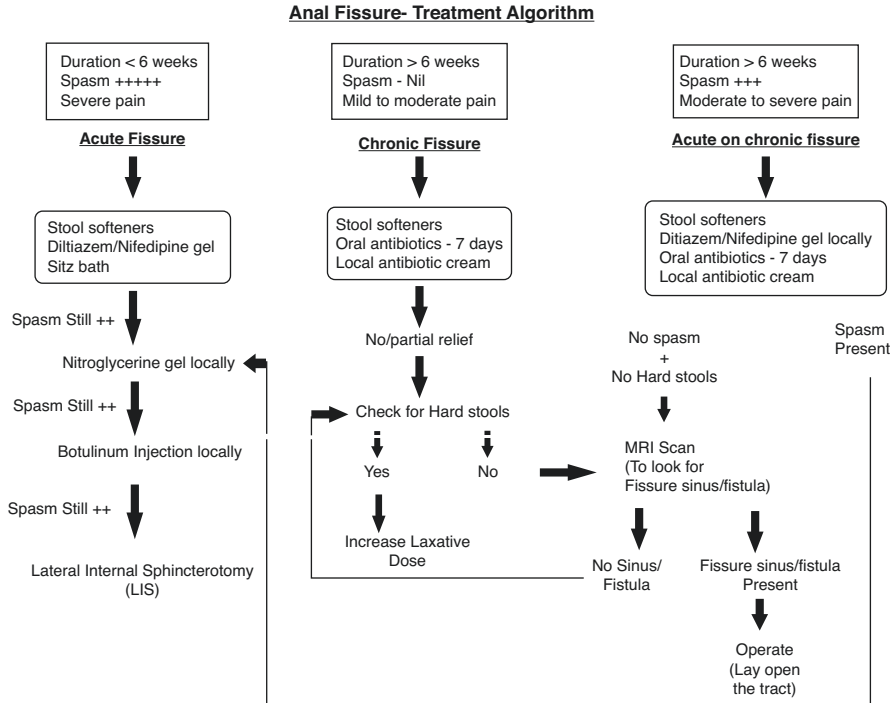 Anal Fissure- Treatment Algorithm
Duration < 6 weeks
Spasm +++++
Severe pain
Acute Fissure
Stool softeners
Diltiazem/Nifedipine gel
Sitz bath
Spasm Still ++
Nitroglycerine gel locally
Spasm Still ++
Botulinum Injection locally
Spasm Still ++
Lateral Internal Sphincterotomy
(LIS)
Duration > 6 weeks
Spasm - Nil
Mild to moderate pain
Chronic Fissure
Stool softeners
Oral antibiotics - 7 days
Local antibiotic cream
No/partial relief
Check for Hard stools
Yes
No
Increase Laxative
Dose
Duration > 6 weeks
Spasm +++
Moderate to severe pain
Acute on chronic fissure
Stool softeners
Ditiazem/Nifedipine gel locally
Oral antibiotics - 7 days
Local antibiotic cream
No spasm
+
No Hard stools
Spasm
Present
MRI Scan
(To look for
Fissure sinus/fistula)
No Sinus/
Fistula
Fissure sinus/fistula
Present
Operate
(Lay open
the tract)